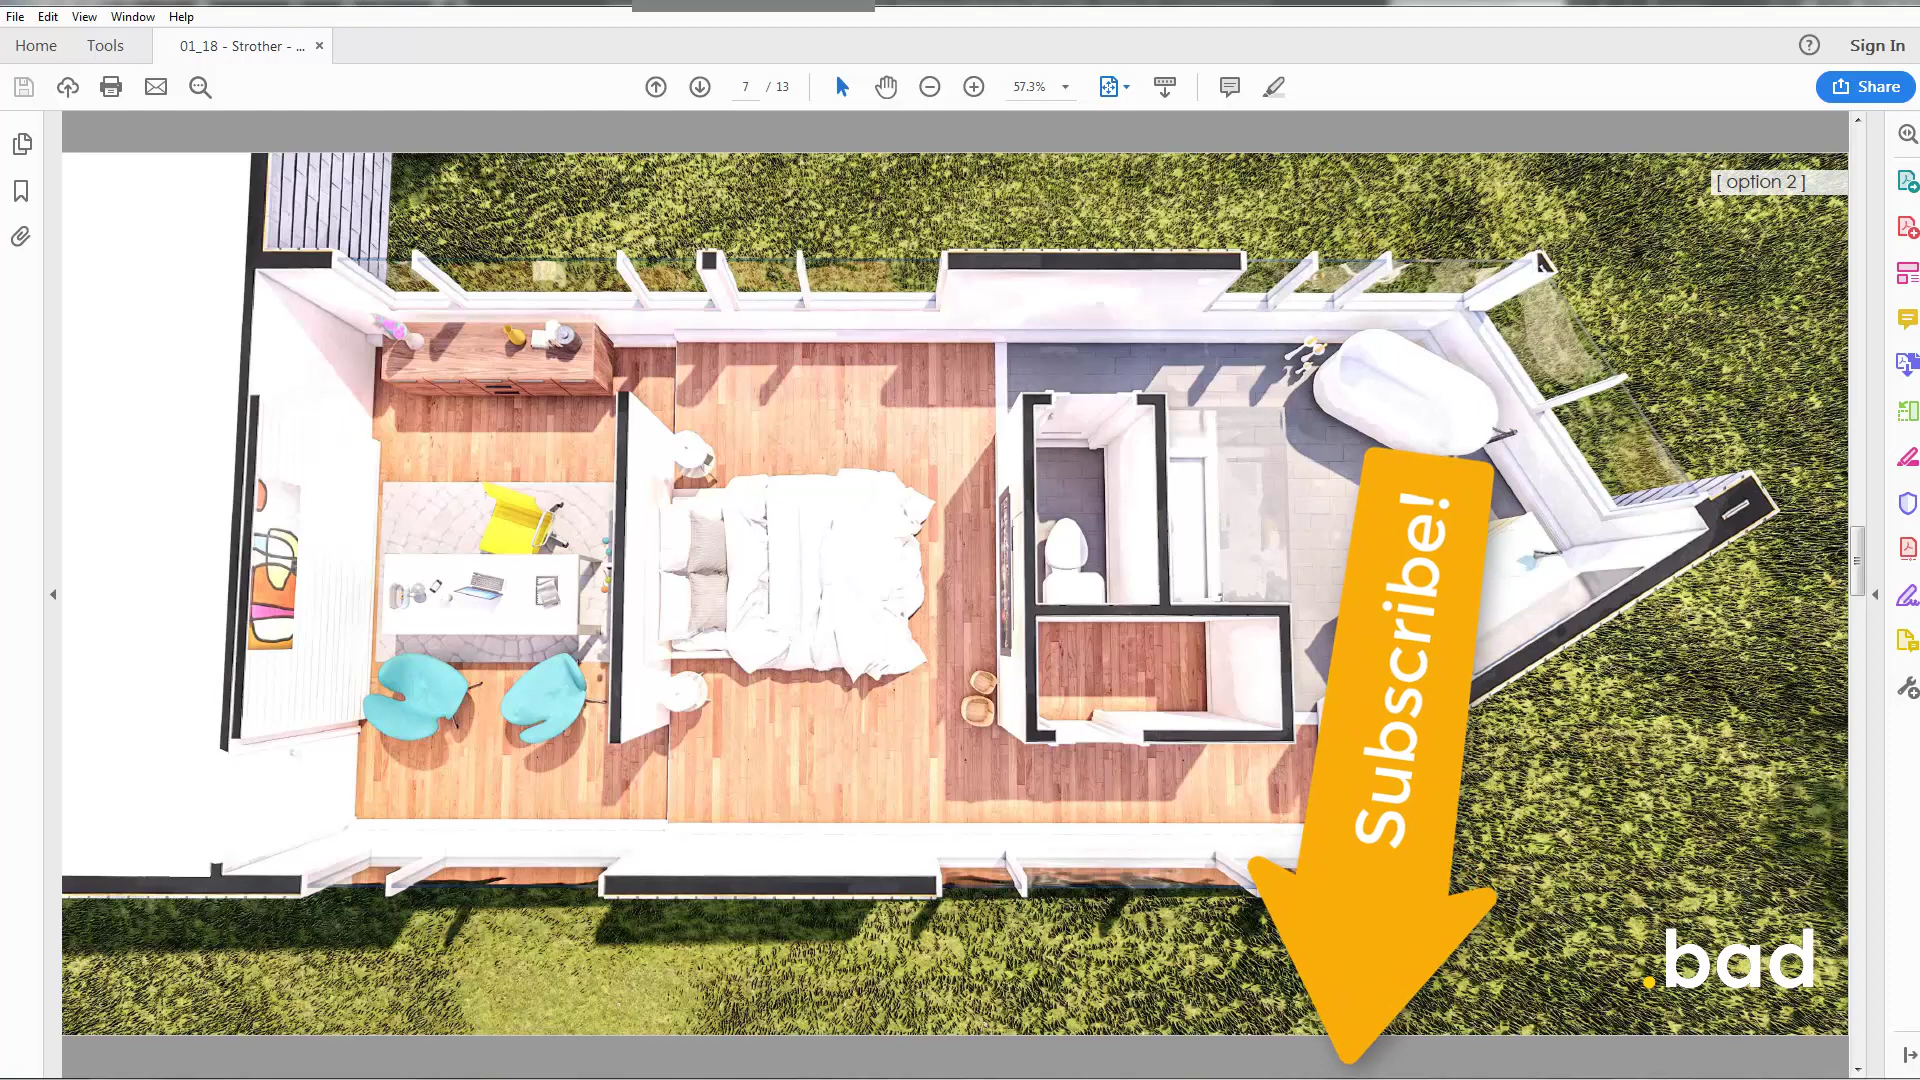 File Edit View Window Help
Home Tools 01_18 - Strother - ... Sign In
7 / 13 57.3% Share
[ option 2 ]
Subscribe!
.bad